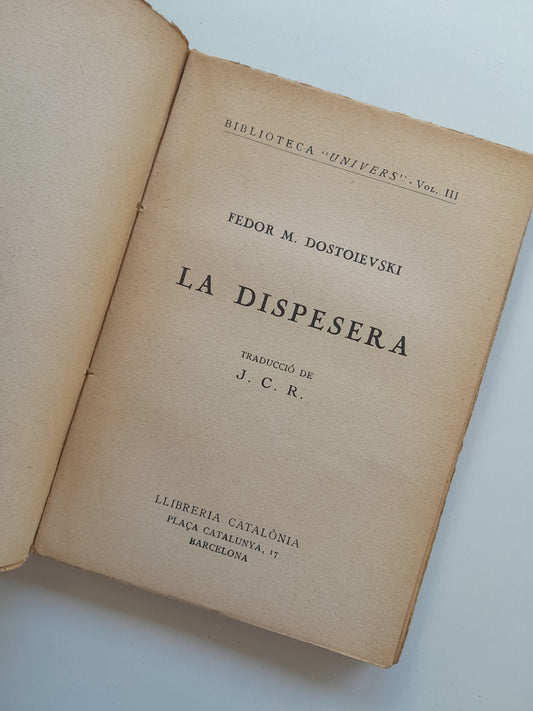 BIBLIOTECA "UNIVERS" - VOL. III
FEDOR M. DOSTOIEVSKI
LA DISPESERA
TRADUCCIÓ DE
J. C. R.
LLIBRERIA CATALÒNIA
PLAÇA CATALUNYA, 17
BARCELONA